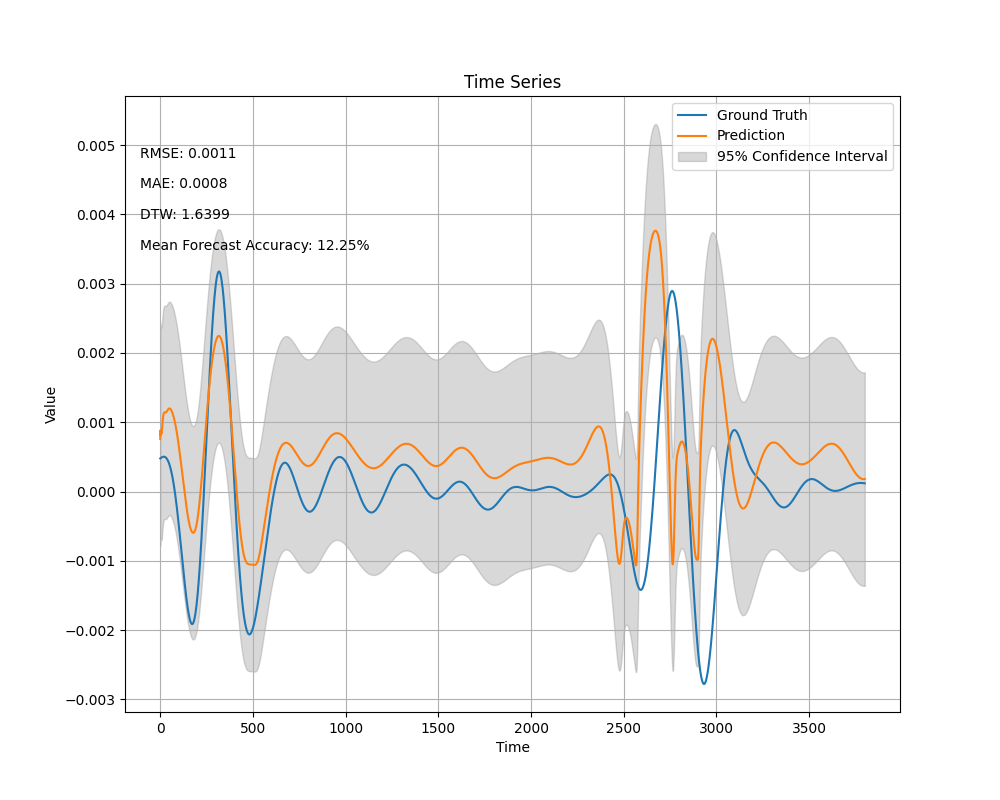 Time Series
Ground Truth
Prediction
95% Confidence Interval
RMSE: 0.0011
MAE: 0.0008
DTW: 1.6399
Mean Forecast Accuracy: 12.25%
0.005
0.004
0.003
0.002
0.001
0.000
−0.001
−0.002
−0.003
Value
0 500 1000 1500 2000 2500 3000 3500
Time